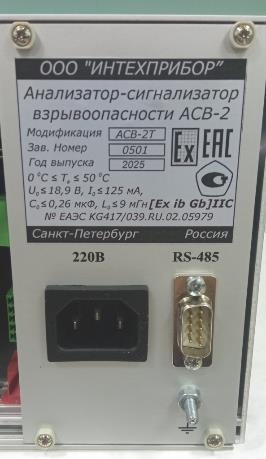 ООО "ИНТЕХПРИБОР"
Анализатор-сигнализатор
взрывоопасности АСВ-2
Модификация АСВ-2Т
Зав. Номер 0501
Год выпуска 2025
Ex EAC
0 °C ≤ Tₐ ≤ 50 °C
U₀ ≤ 18,9 В, I₀ ≤ 125 мА,
C₀ ≤ 0,26 мкФ, L₀ ≤ 9 мГн [Ex ib Gb] IIC
№ ЕАЭС KG417/039.RU.02.05979
Санкт-Петербург Россия
220В RS-485